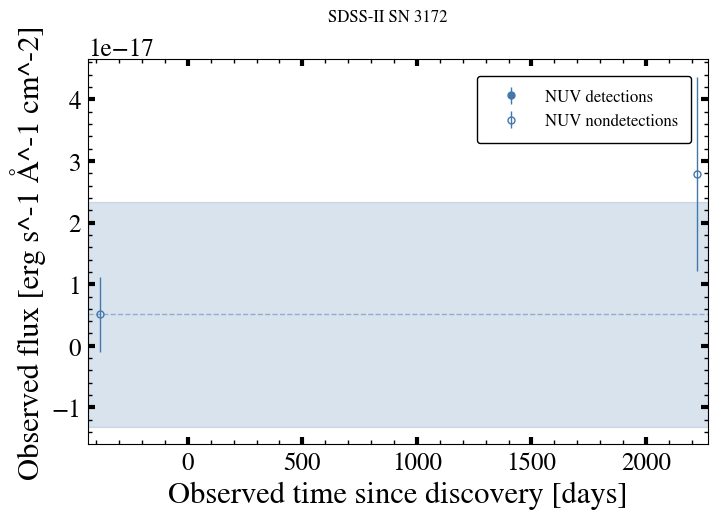 SDSS-II SN 3172
1e−17
Observed flux [erg s^-1 Å^-1 cm^-2]
4
3
2
1
0
−1
NUV detections
NUV nondetections
0
500
1000
1500
2000
Observed time since discovery [days]